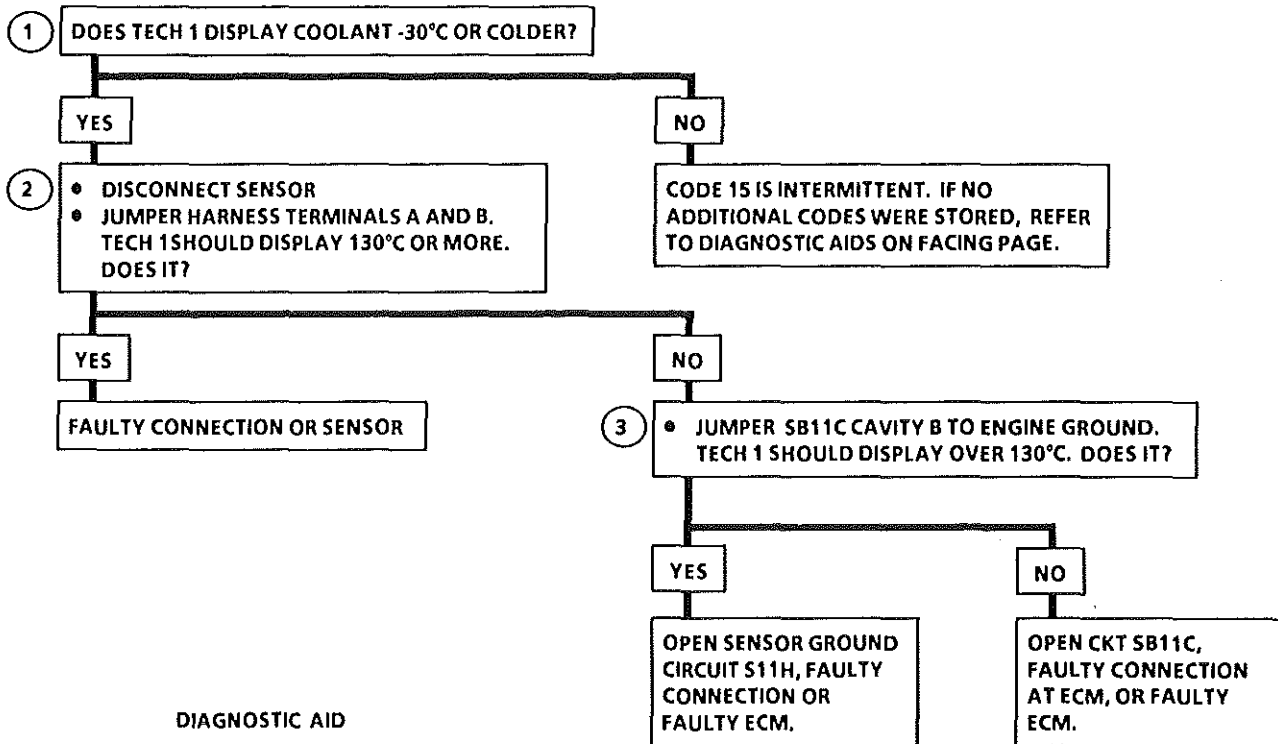 1
DOES TECH 1 DISPLAY COOLANT -30°C OR COLDER?
YES
NO
2
• DISCONNECT SENSOR
• JUMPER HARNESS TERMINALS A AND B.
TECH 1SHOULD DISPLAY 130°C OR MORE.
DOES IT?
CODE 15 IS INTERMITTENT. IF NO
ADDITIONAL CODES WERE STORED, REFER
TO DIAGNOSTIC AIDS ON FACING PAGE.
YES
NO
FAULTY CONNECTION OR SENSOR
3
• JUMPER SB11C CAVITY B TO ENGINE GROUND.
TECH 1 SHOULD DISPLAY OVER 130°C. DOES IT?
YES
NO
OPEN SENSOR GROUND
CIRCUIT S11H, FAULTY
CONNECTION OR
FAULTY ECM.
OPEN CKT SB11C,
FAULTY CONNECTION
AT ECM, OR FAULTY
ECM.
DIAGNOSTIC AID